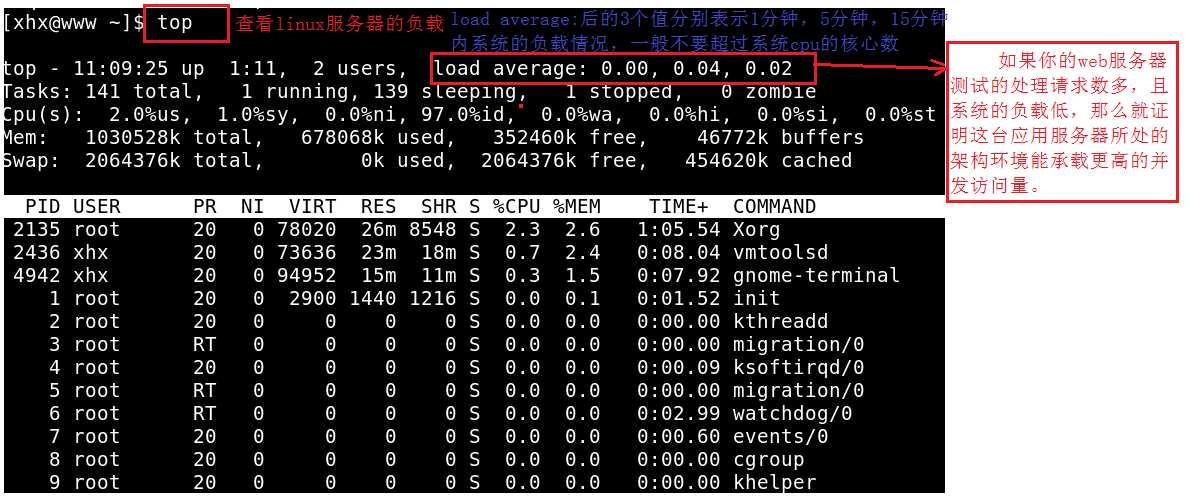 [xhx@www ~]$ top 查看linux服务器的负载
load average:后的3个值分别表示1分钟，5分钟，15分钟
内系统的负载情况，一般不要超过系统cpu的核心数
top - 11:09:25 up  1:11,  2 users,  load average: 0.00, 0.04, 0.02
Tasks: 141 total,   1 running, 139 sleeping,   1 stopped,   0 zombie
Cpu(s):  2.0%us,  1.0%sy,  0.0%ni, 97.0%id,  0.0%wa,  0.0%hi,  0.0%si,  0.0%st
Mem:   1030528k total,   678068k used,   352460k free,    46772k buffers
Swap:  2064376k total,        0k used,  2064376k free,   454620k cached
如果你的web服务器
测试的处理请求数多，且
系统的负载低，那么就证
明这台应用服务器所处的
架构环境能承载更高的并
发访问量。
PID USER      PR  NI  VIRT  RES  SHR S %CPU %MEM    TIME+  COMMAND
2135 root      20   0 78020  26m 8548 S  2.3  2.6   1:05.54 Xorg
2436 xhx       20   0 73636  23m  18m S  0.7  2.4   0:08.04 vmtoolsd
4942 xhx       20   0 94952  15m  11m S  0.3  1.5   0:07.92 gnome-terminal
1 root      20   0  2900 1440 1216 S  0.0  0.1   0:01.52 init
2 root      20   0     0    0    0 S  0.0  0.0   0:00.00 kthreadd
3 root      RT   0     0    0    0 S  0.0  0.0   0:00.00 migration/0
4 root      20   0     0    0    0 S  0.0  0.0   0:00.09 ksoftirqd/0
5 root      RT   0     0    0    0 S  0.0  0.0   0:00.00 migration/0
6 root      RT   0     0    0    0 S  0.0  0.0   0:02.99 watchdog/0
7 root      20   0     0    0    0 S  0.0  0.0   0:00.60 events/0
8 root      20   0     0    0    0 S  0.0  0.0   0:00.00 cgroup
9 root      20   0     0    0    0 S  0.0  0.0   0:00.00 khelper